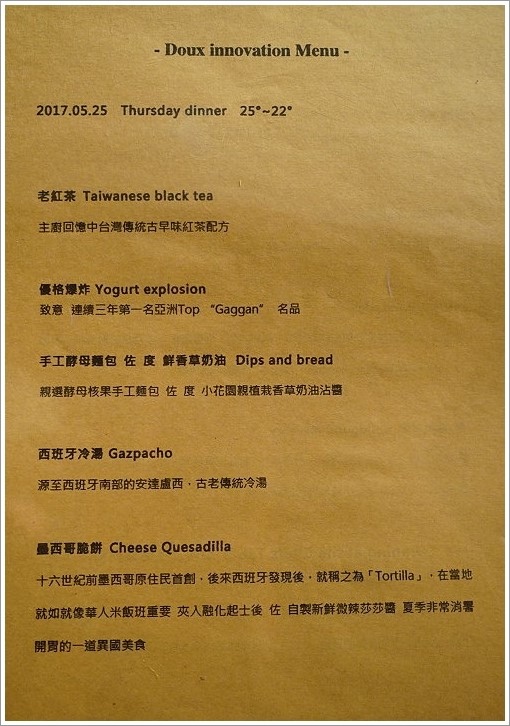 - Doux innovation Menu -
2017.05.25 Thursday dinner 25°~22°
老紅茶 Taiwanese black tea
主廚回憶中台灣傳統古早味紅茶配方
優格爆炸 Yogurt explosion
致意 連續三年第一名亞洲Top “Gaggan” 名品
手工酵母麵包 佐 度 鮮香草奶油 Dips and bread
親選酵母核果手工麵包 佐 度 小花園親植栽香草奶油沾醬
西班牙冷湯 Gazpacho
源至西班牙南部的安達盧西，古老傳統冷湯
墨西哥脆餅 Cheese Quesadilla
十六世紀前墨西哥原住民首創，後來西班牙發現後，就稱之為「Tortilla」，在當地
就如就像華人米飯班重要 夾入融化起士後 佐 自製新鮮微辣莎莎醬 夏季非常消署
開胃的一道異國美食